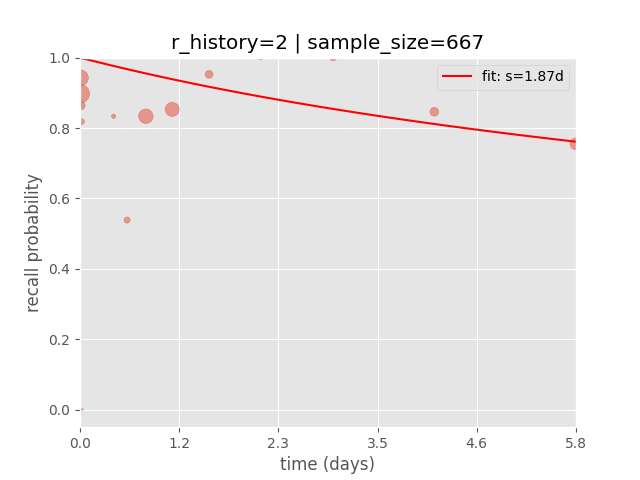 r_history=2 | sample_size=667
fit: s=1.87d
recall probability
1.0
0.8
0.6
0.4
0.2
0.0
0.0 1.2 2.3 3.5 4.6 5.8
time (days)